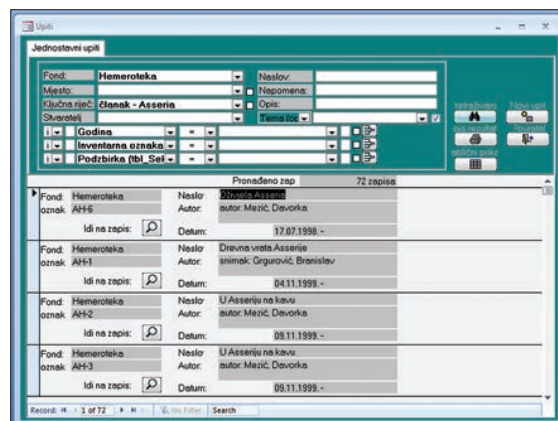 Upiti
Jednostavni upiti
Fond: Hemeroteka Naslov:
Mjesto: Napomena:
Ključna riječ: članak - Asseria Opis:
Stvaratelj Tema
i Godina =
i Inventarna oznaka =
i Podzbirka (tbl_Sel =
Novi upit
Pronađeno zap 72 zapisa
Fond: Hemeroteka Naslo Oživjela Asseria
oznak AH-6 Autor: autor: Mezić, Davorka
Idi na zapis: Datum: 17.07.1998. -
Fond: Hemeroteka Naslo Drevna vrata Asserije
oznak AH-1 Autor: snimak: Grgurović, Branislav
Idi na zapis: Datum: 04.11.1999. -
Fond: Hemeroteka Naslo U Asseriju na kavu
oznak AH-2 Autor: autor: Mezić, Davorka
Idi na zapis: Datum: 09.11.1999. -
Fond: Hemeroteka Naslo U Asseriju na kavu
oznak AH-3 Autor: autor: Mezić, Davorka
Idi na zapis: Datum: 09.11.1999. -
Record: 1 of 72 No Filter Search